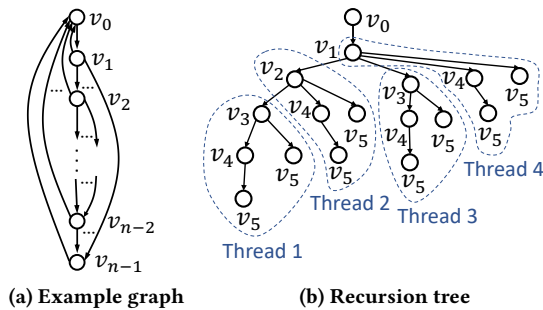 v₀
v₁
v₂
...
...
...
vₙ₋₂
...
vₙ₋₁
(a) Example graph
v₀
v₁
v₂
v₃
v₄
v₅
v₃
v₄
v₅
v₄
v₅
v₅
v₄
v₅
v₅
v₅
v₅
v₅
Thread 1
Thread 2
Thread 3
Thread 4
(b) Recursion tree